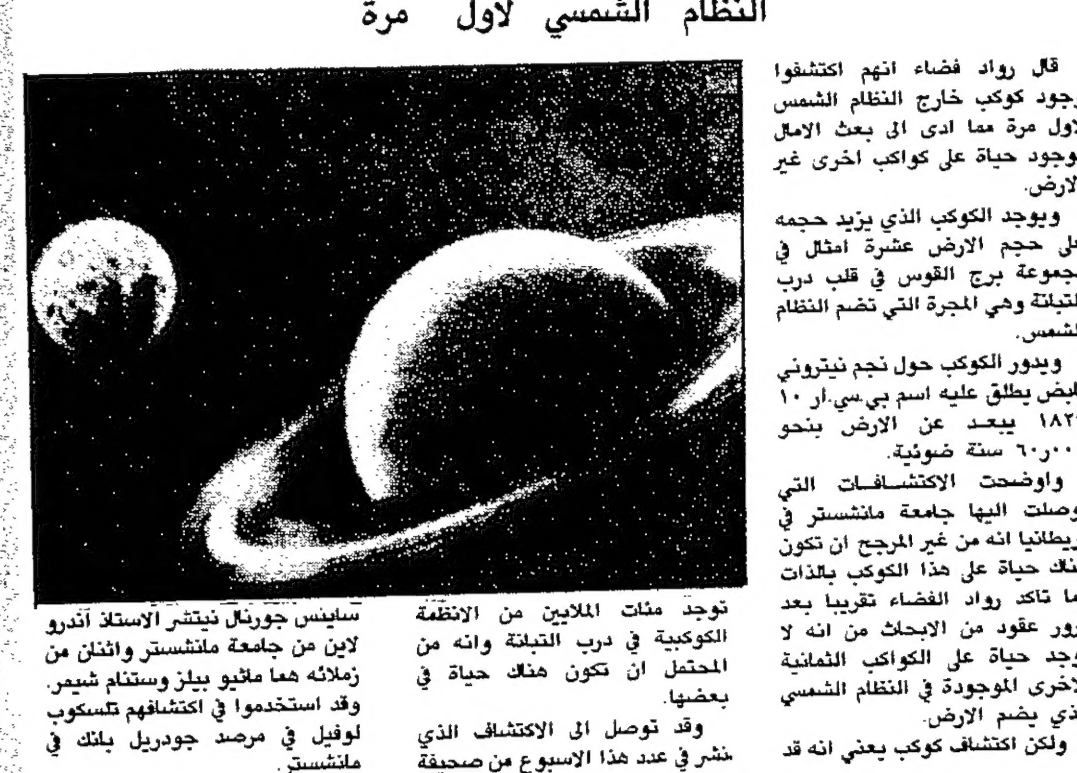 النظام الشمسي لاول مرة
قال رواد فضاء انهم اكتشفوا
وجود كوكب خارج النظام الشمس
لاول مرة مما ادى الى بعث الامال
بوجود حياة على كواكب اخرى غير
الارض.
ويوجد الكوكب الذي يزيد حجمه
على حجم الارض عشرة امثال في
مجموعة برج القوس في قلب درب
التبانة وهي المجرة التي تضم النظام
الشمس.
ويدور الكوكب حول نجم نيتروني
نابض يطلق عليه اسم بي.سي.أر ١٠
يبعد عن الارض بنحو
سنة ضوئية.
واوضحت الاكتشافات التي
توصلت اليها جامعة مانشستر في
بريطانيا انه من غير المرجح ان تكون
هناك حياة على هذا الكوكب بالذات
كما تاكد رواد الفضاء تقريبا بعد
مرور عقود من الابحاث من انه لا
توجد حياة على الكواكب الثمانية
الاخرى الموجودة في النظام الشمسي
الذي يضم الارض.
ولكن اكتشاف كوكب يعني انه قد
توجد مئات الملايين من الانظمة
الكوكبية في درب التبانة وانه من
المحتمل ان تكون هناك حياة في
بعضها.
وقد توصل الى الاكتشاف الذي
نشر في عدد هذا الاسبوع من صحيفة
ساينس جورنال نيتشر الاستاذ أندرو
لاين من جامعة مانشستر واثنان من
زملائه هما ماثيو بيلز وستنام شيمر.
وقد استخدموا في اكتشافهم تلسكوب
لوفيل في مرصد جودريل بانك في
مانشستر.